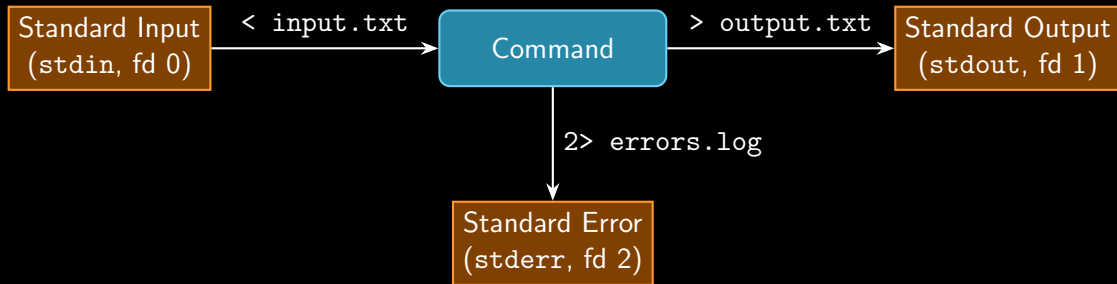 Standard Input
(stdin, fd 0)
< input.txt
Command
> output.txt
Standard Output
(stdout, fd 1)
2> errors.log
Standard Error
(stderr, fd 2)